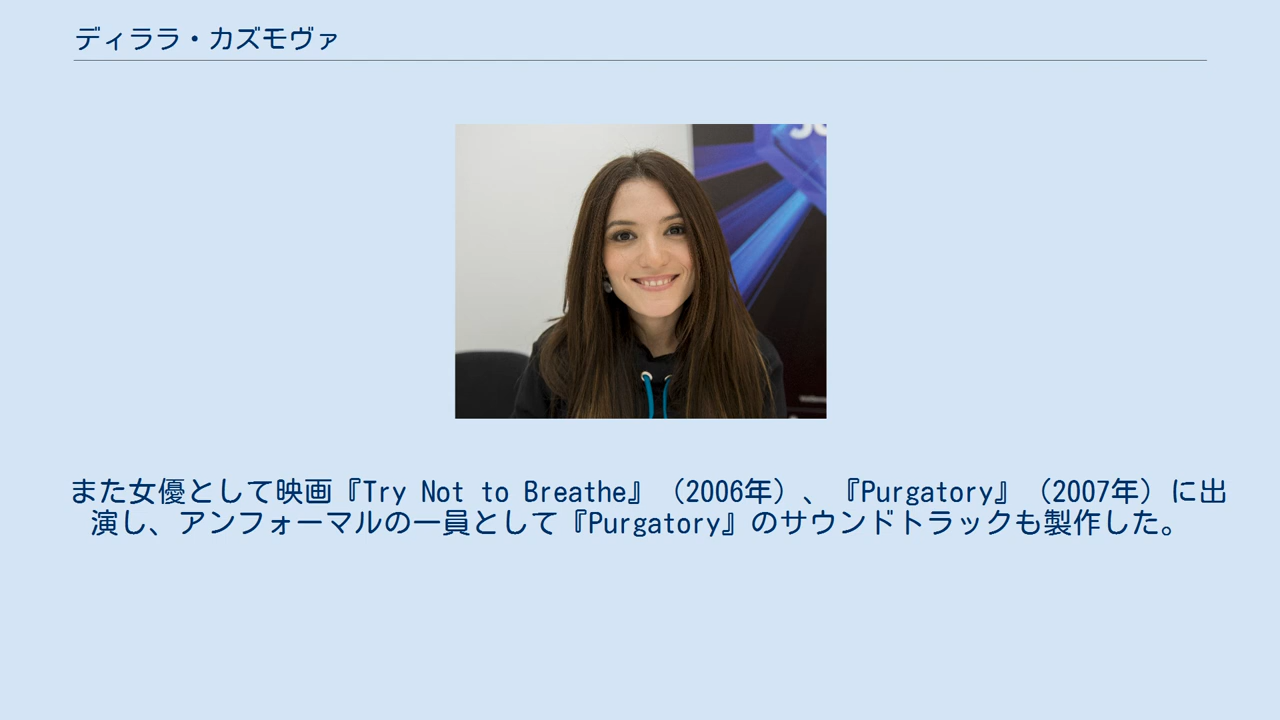 ディララ・カズモヴァ
また女優として映画『Try Not to Breathe』（2006年）、『Purgatory』（2007年）に出
演し、アンフォーマルの一員として『Purgatory』のサウンドトラックも製作した。